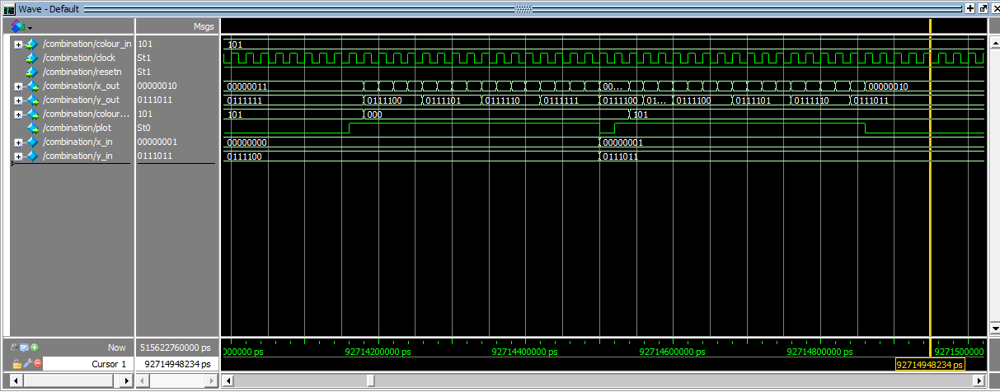 Wave - Default
Msgs
/combination/colour_in 101 101
/combination/clock St1
/combination/resetn St1
/combination/x_out 00000010 00000011 00... 00000010
/combination/y_out 0111011 0111111 0111100 0111101 0111110 0111111 0111100 01... 0111100 0111101 0111110 0111011
/combination/colour... 101 101 000 101
/combination/plot St0
/combination/x_in 00000001 00000000 00000001
/combination/y_in 0111011 0111100 0111011
Now 515622760000 ps 000000 ps 92714200000 ps 92714400000 ps 92714600000 ps 92714800000 ps 9271500000
Cursor 1 92714948234 ps 92714948234 ps